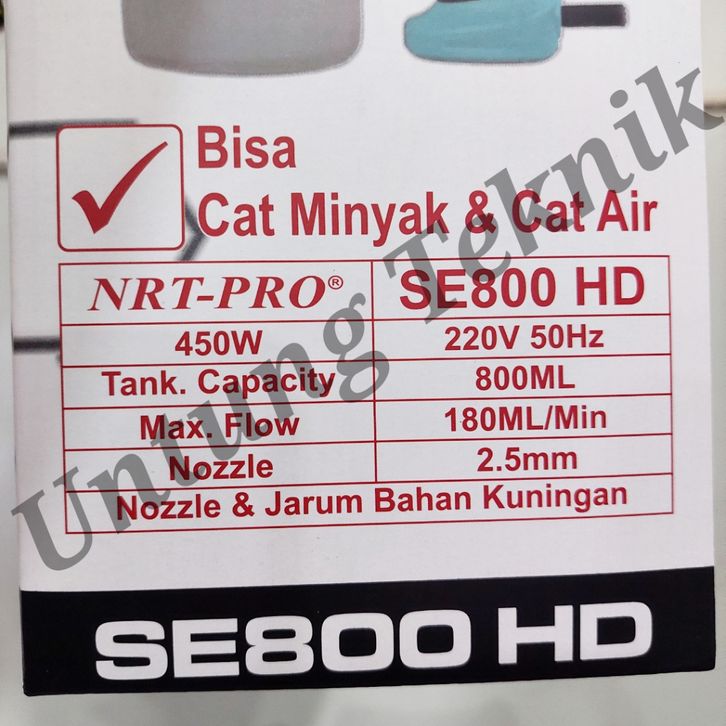 Bisa
Cat Minyak & Cat Air
NRT-PRO® SE800 HD
450W 220V 50Hz
Tank. Capacity 800ML
Max. Flow 180ML/Min
Nozzle 2.5mm
Nozzle & Jarum Bahan Kuningan
SE800 HD
Untung Teknik